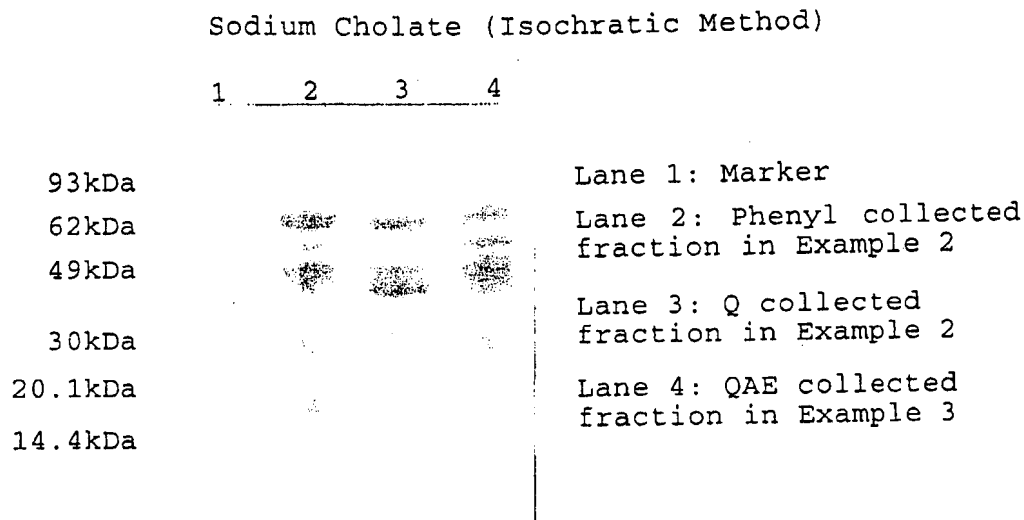 Sodium Cholate (Isochratic Method)
1 2 3 4
93kDa
62kDa
49kDa
30kDa
20.1kDa
14.4kDa
Lane 1: Marker
Lane 2: Phenyl collected
fraction in Example 2
Lane 3: Q collected
fraction in Example 2
Lane 4: QAE collected
fraction in Example 3